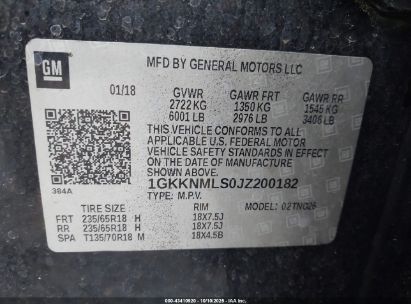 GM
MFD BY GENERAL MOTORS LLC
01/18 GVWR GAWR FRT GAWR RR
2722 KG 1350 KG 1545 KG
6001 LB 2976 LB 3406 LB
THIS VEHICLE CONFORMS TO ALL
APPLICABLE U.S. FEDERAL MOTOR
VEHICLE SAFETY STANDARDS IN
EFFECT ON THE DATE OF
MANUFACTURE SHOWN ABOVE.
384A 1GKKNMLS0JZ200182
TYPE: M.P.V. MODEL:
TIRE SIZE RIM
FRT 235/65R18 H 18X7.5J
RR 235/65R18 H 18X7.5J
SPA T135/70R18 M 18X4.5B